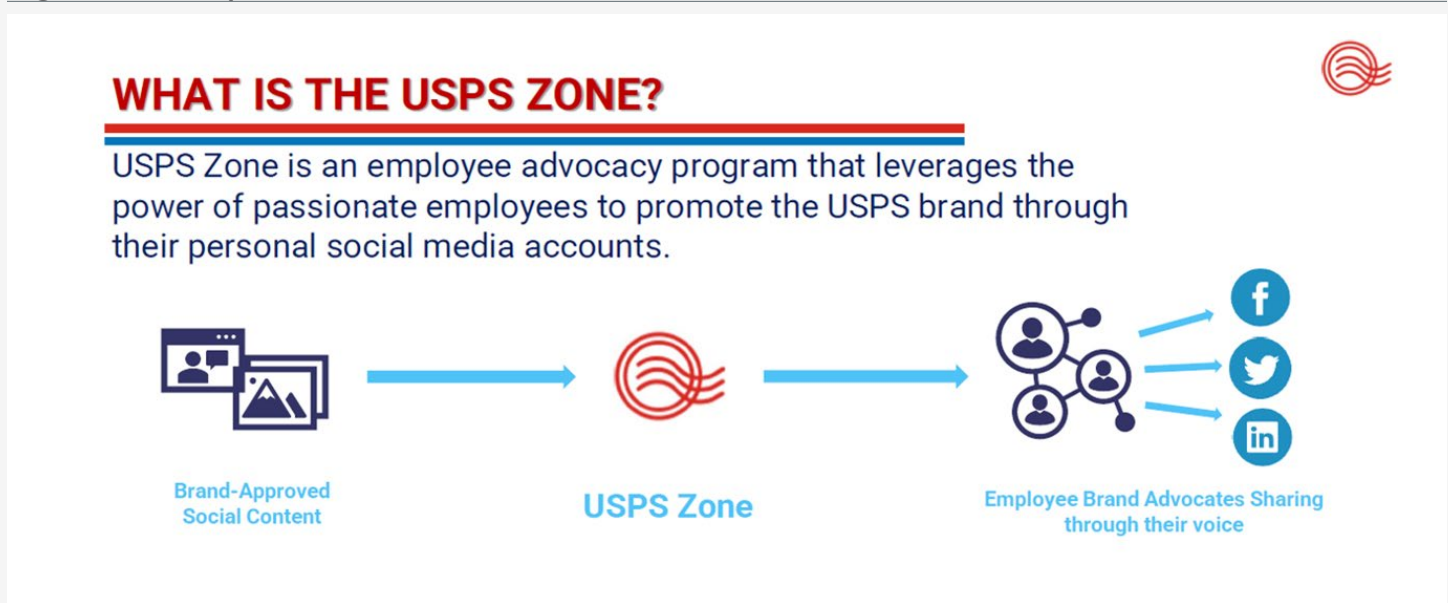 WHAT IS THE USPS ZONE?
USPS Zone is an employee advocacy program that leverages the
power of passionate employees to promote the USPS brand through
their personal social media accounts.
Brand-Approved
Social Content
USPS Zone
f
in
Employee Brand Advocates Sharing
through their voice